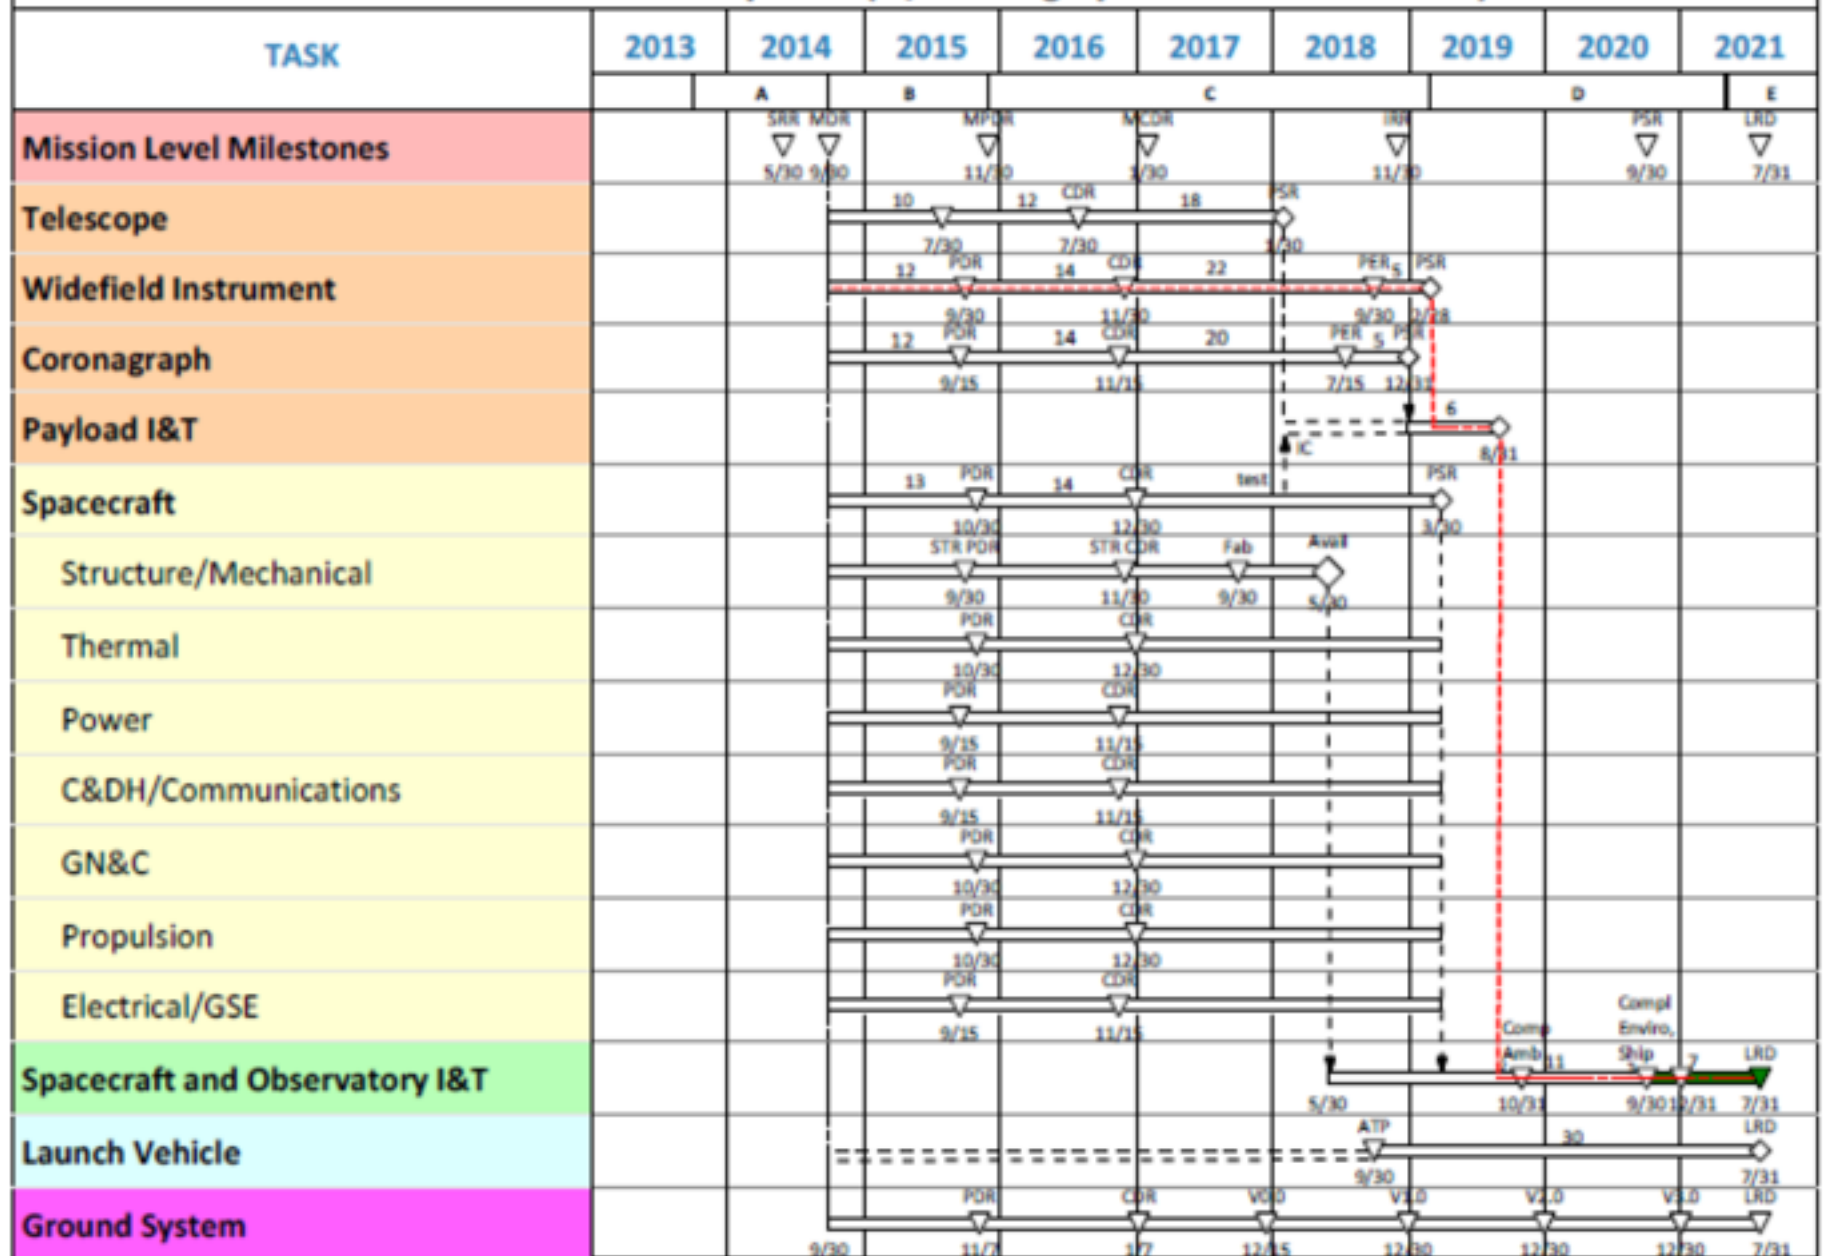 TASK 2013 2014 2015 2016 2017 2018 2019 2020 2021
A B C D E
SRR MDR MPDR MCDR IRR PSR LRD
Mission Level Milestones
5/30 9/30 11/30 1/30 11/30 9/30 7/31
10 12 CDR 18 PSR
Telescope
7/30 7/30 1/30
12 PDR 14 CDR 22 PER 5 PSR
Widefield Instrument
9/30 11/30 9/30 2/28
12 PDR 14 CDR 20 PER 5 PSR
Coronagraph
9/15 11/15 7/15 12/31
6
Payload I&T
IC 8/31
13 PDR 14 CDR test PSR
Spacecraft
10/30 12/30 3/30
STR PDR STR CDR Fab Avail
Structure/Mechanical
9/30 11/30 9/30 5/30
PDR CDR
Thermal
10/30 12/30
PDR CDR
Power
9/15 11/15
PDR CDR
C&DH/Communications
9/15 11/15
PDR CDR
GN&C
10/30 12/30
PDR CDR
Propulsion
10/30 12/30
PDR CDR
Electrical/GSE
9/15 11/15
Compl
Comp Enviro,
Amb 11 Ship 7 LRD
Spacecraft and Observatory I&T
5/30 10/31 9/30 12/31 7/31
ATP 30 LRD
Launch Vehicle
9/30 7/31
PDR CDR V0.0 V1.0 V2.0 V3.0 LRD
Ground System
9/30 11/7 1/7 12/15 12/30 12/30 12/30 7/31